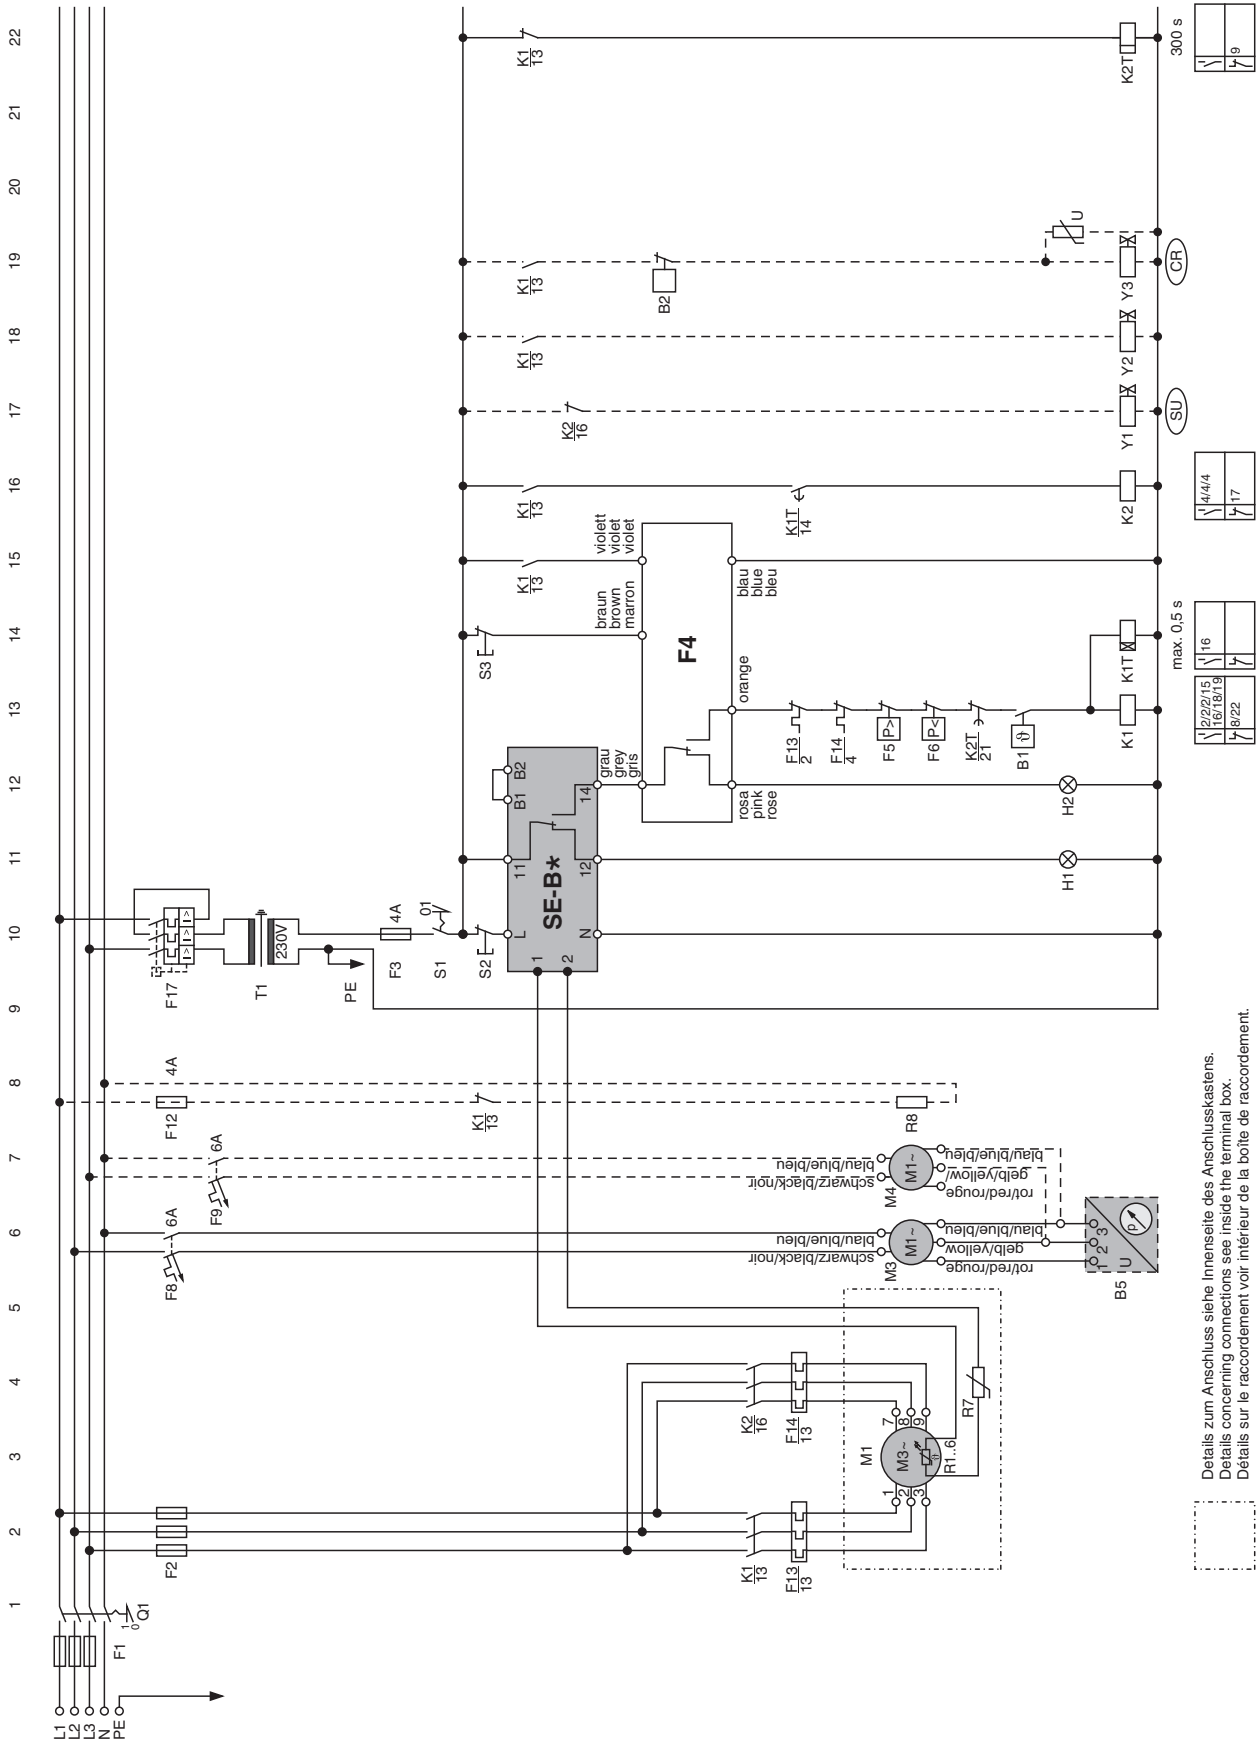 1
2
3
4
5
6
7
8
9
10
11
12
13
14
15
16
17
18
19
20
21
22
L1
L2
L3
N
PE
F1
1
0
Q1
F2
K1
13
F13
13
K2
16
F14
13
M1
M3~
1
2
3
7
8
9
ϑ
R1..6
R7
F8
6A
F9
6A
schwarz/black/noir
blau/blue/bleu
M3
M1~
rot/red/rouge
gelb/yellow
blau/blue/bleu
schwarz/black/noir
blau/blue/bleu
M4
M1~
rot/red/rouge
gelb/yellow/
blau/blue/bleu
1
2
3
U
p
B5
F12
4A
K1
13
R8
F17
I>
I>
I>
T1
230V
PE
F3
4A
S1
01
S2
L
N
1
2
SE-B*
11
12
14
B1
B2
H1
H2
grau
grey
gris
rosa
pink
rose
F4
orange
S3
braun
brown
marron
violett
violet
violet
blau
blue
bleu
F13
2
F14
4
F5
P>
F6
P<
K2T
21
B1
ϑ
K1
K1T
max. 0,5 s
2/2/2/15
16/18/19
8/22
16
K1
13
K1
13
K1T
14
K2
4/4/4
17
K2
16
Y1
SU
K1
13
Y2
K1
13
B2
U
Y3
CR
K1
13
K2T
300 s
9
Details zum Anschluss siehe Innenseite des Anschlusskastens.
Details concerning connections see inside the terminal box.
Détails sur le raccordement voir intérieur de la boîte de raccordement.